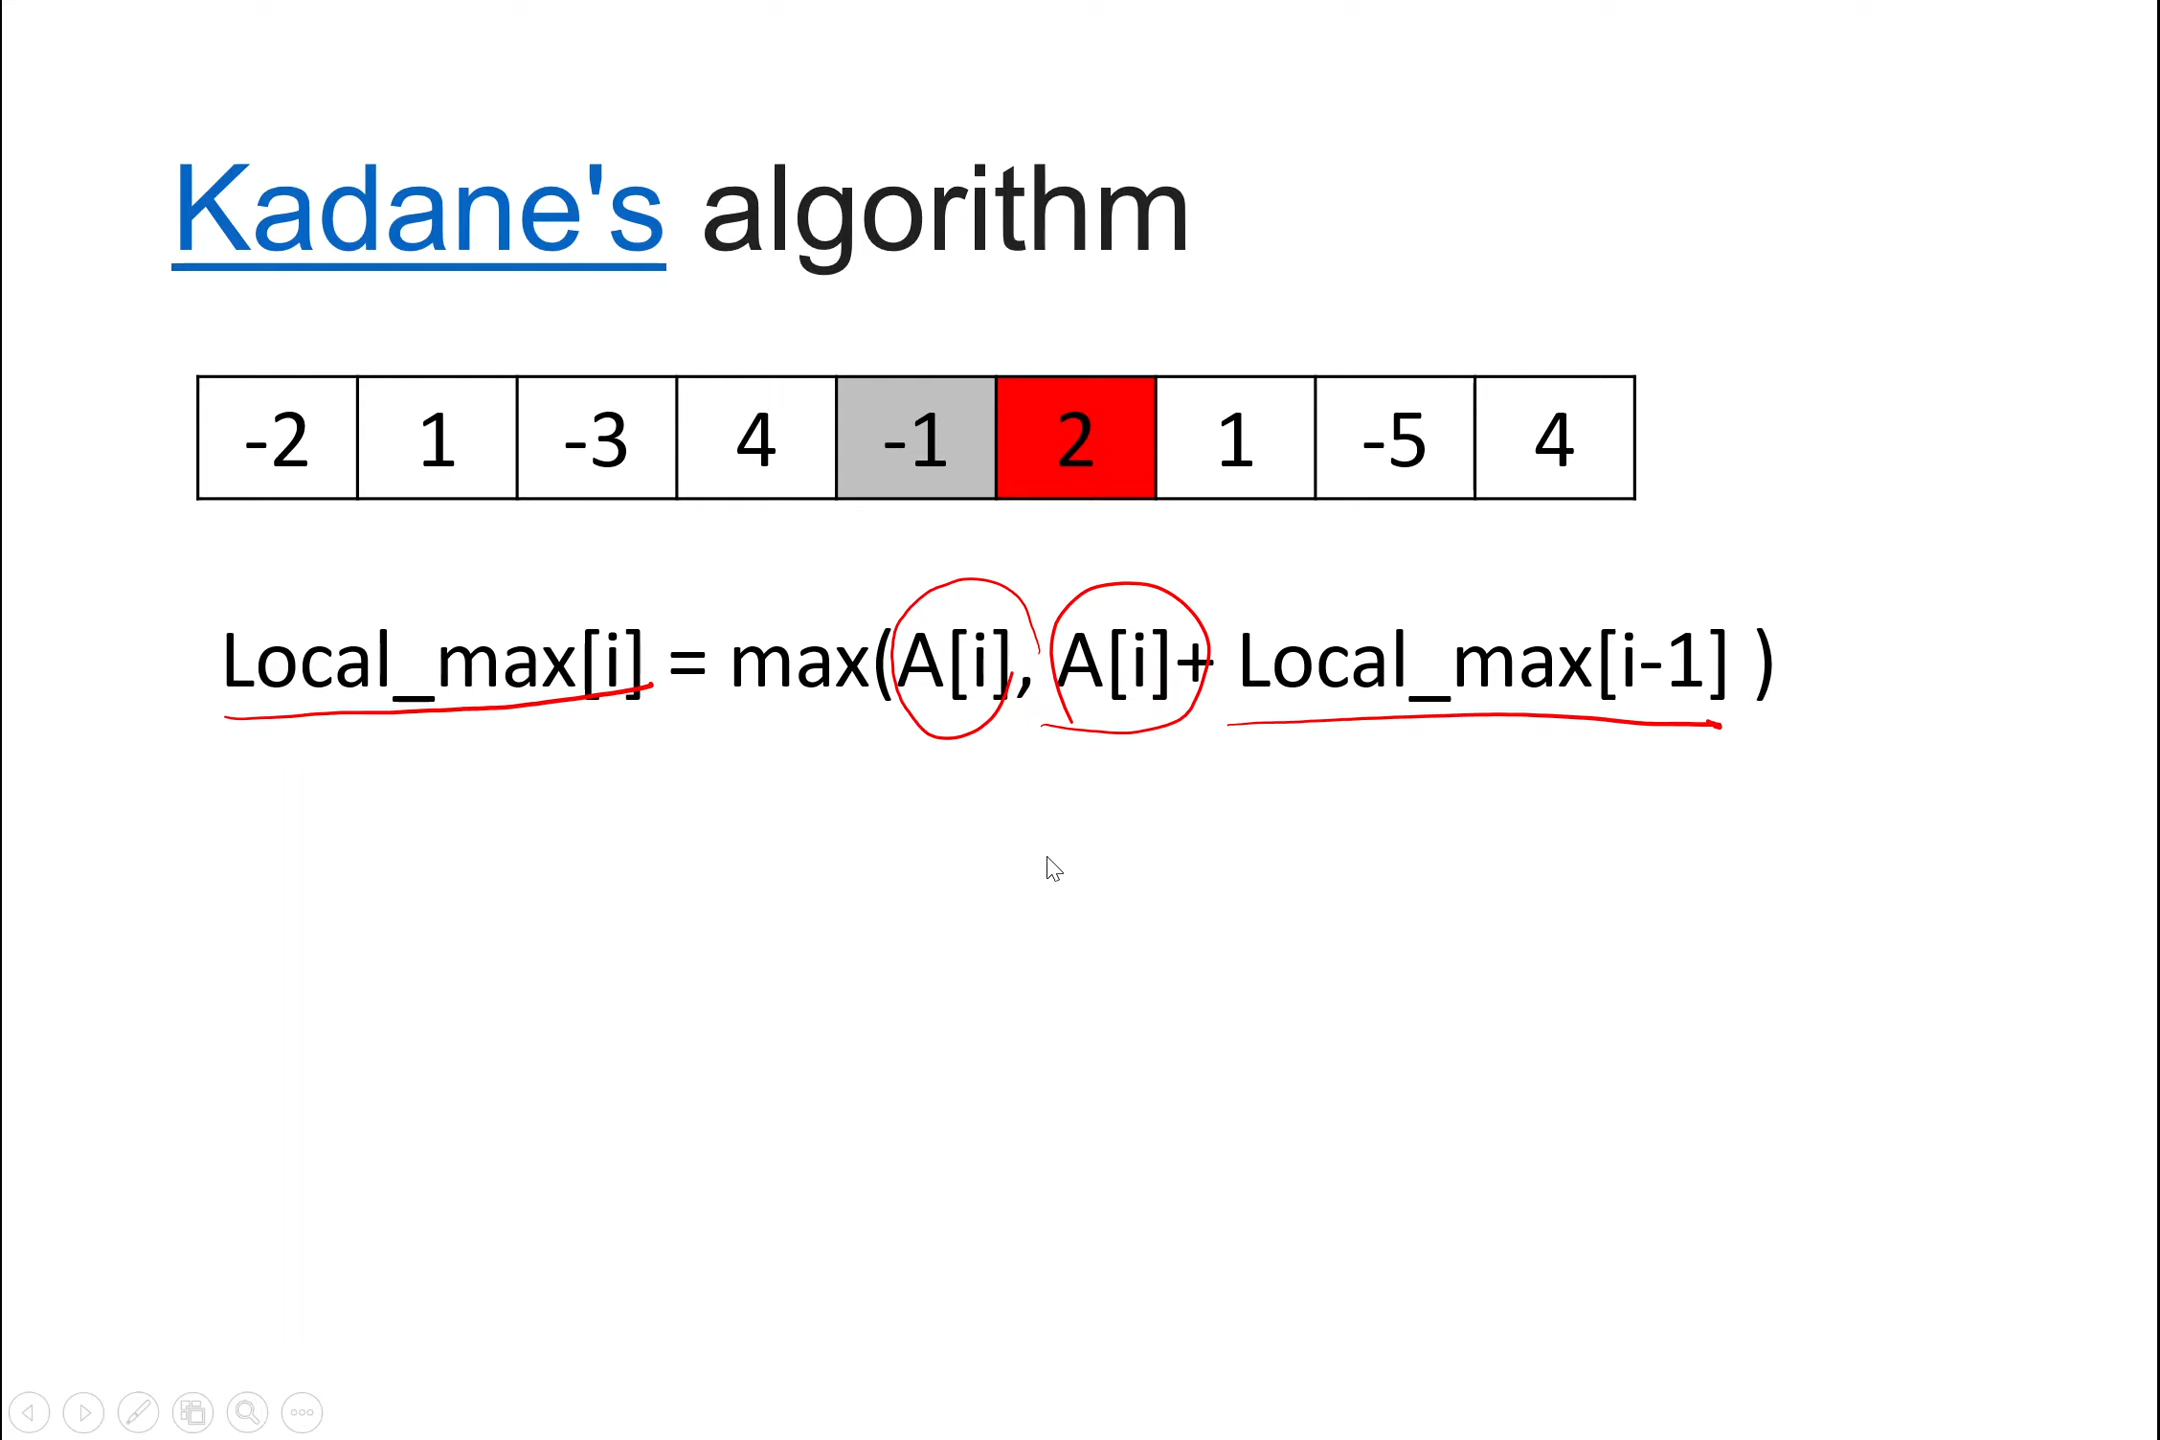 Kadane's algorithm
-2 1 -3 4 -1 2 1 -5 4
Local_max[i] = max(A[i], A[i]+ Local_max[i-1] )